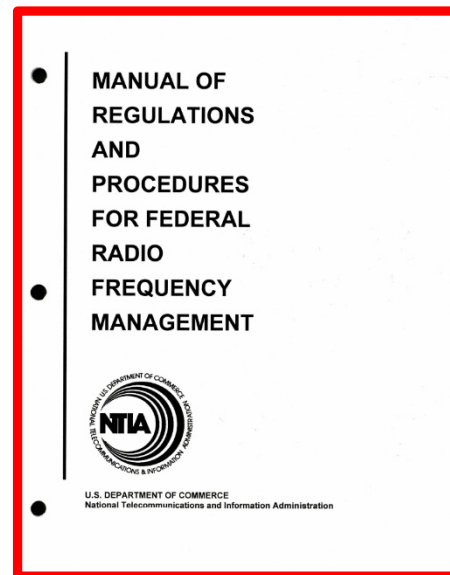 MANUAL OF
REGULATIONS
AND
PROCEDURES
FOR FEDERAL
RADIO
FREQUENCY
MANAGEMENT
U.S. DEPARTMENT OF COMMERCE
NATIONAL TELECOMMUNICATIONS & INFORMATION ADMINISTRATION
NTIA
U.S. DEPARTMENT OF COMMERCE
National Telecommunications and Information Administration